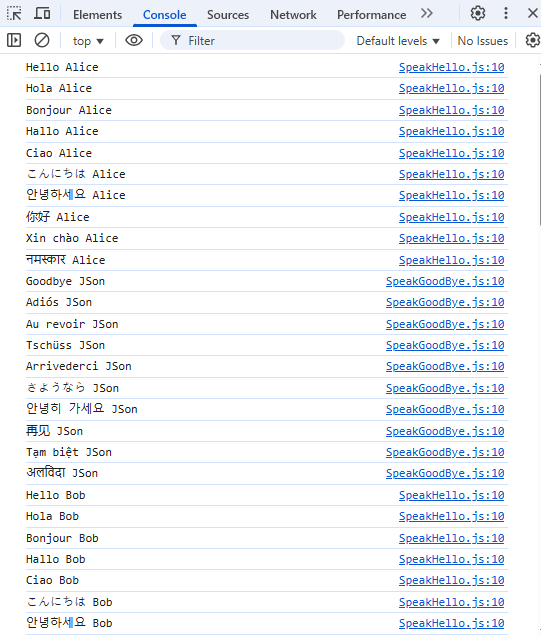 Elements Console Sources Network Performance
top Filter Default levels No Issues
Hello Alice SpeakHello.js:10
Hola Alice SpeakHello.js:10
Bonjour Alice SpeakHello.js:10
Hallo Alice SpeakHello.js:10
Ciao Alice SpeakHello.js:10
こんにちは Alice SpeakHello.js:10
안녕하세요 Alice SpeakHello.js:10
你好 Alice SpeakHello.js:10
Xin chào Alice SpeakHello.js:10
नमस्कार Alice SpeakHello.js:10
Goodbye JSon SpeakGoodBye.js:10
Adiós JSon SpeakGoodBye.js:10
Au revoir JSon SpeakGoodBye.js:10
Tschüss JSon SpeakGoodBye.js:10
Arrivederci JSon SpeakGoodBye.js:10
さようなら JSon SpeakGoodBye.js:10
안녕히 가세요 JSon SpeakGoodBye.js:10
再见 JSon SpeakGoodBye.js:10
Tạm biệt JSon SpeakGoodBye.js:10
अलविदा JSon SpeakGoodBye.js:10
Hello Bob SpeakHello.js:10
Hola Bob SpeakHello.js:10
Bonjour Bob SpeakHello.js:10
Hallo Bob SpeakHello.js:10
Ciao Bob SpeakHello.js:10
こんにちは Bob SpeakHello.js:10
안녕하세요 Bob SpeakHello.js:10